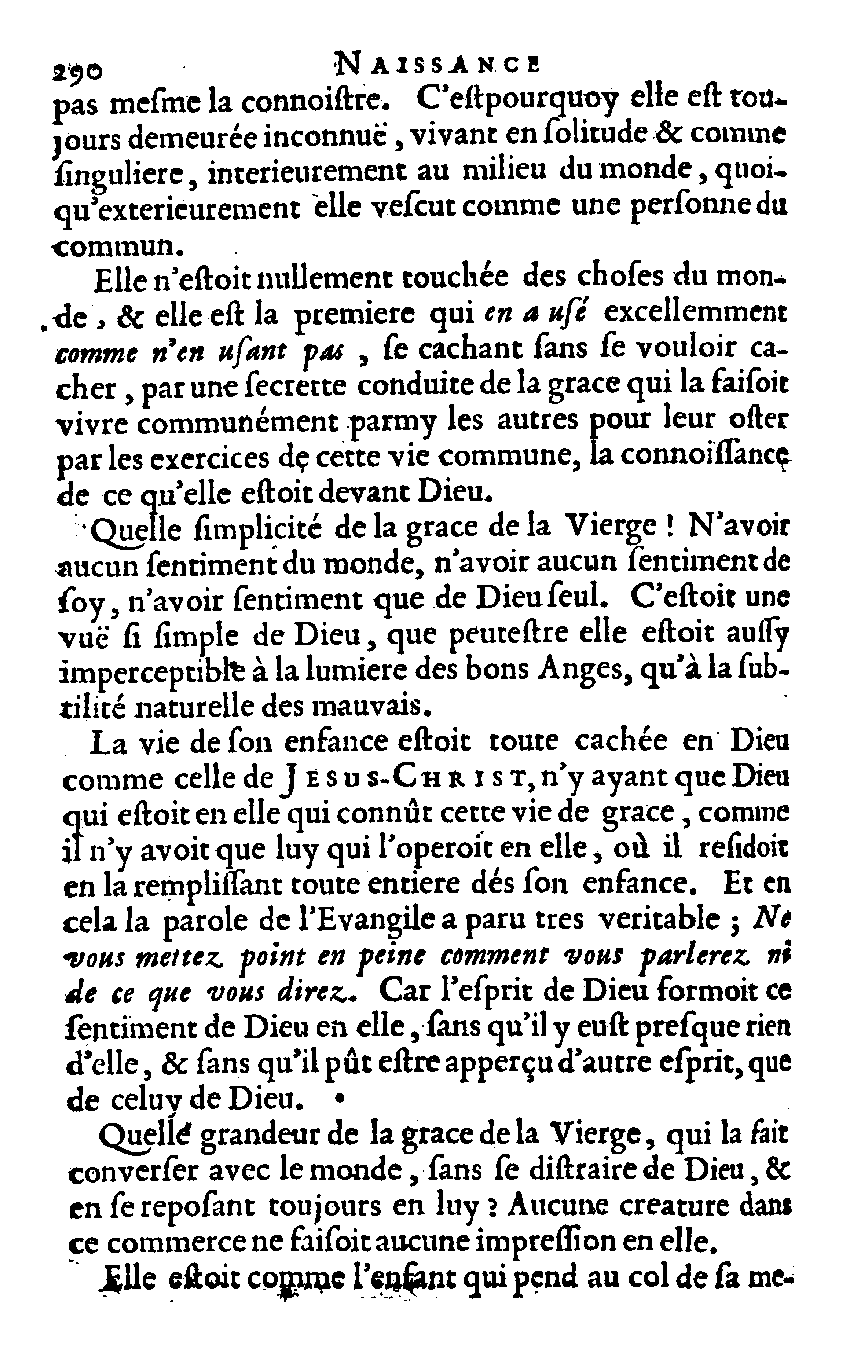 290 NAISSANCE
pas meſme la connoiſtre. C'eſtpourquoy elle eſt tou-
jours demeurée inconnuë, vivant en ſolitude & comme
ſinguliere, interieurement au milieu du monde, quoi-
qu'exterieurement elle veſcut comme une perſonne du
commun.
Elle n'eſtoit nullement touchée des choſes du mon-
de, & elle eſt la premiere qui en a uſé excellemment
comme n'en uſant pas, ſe cachant ſans ſe vouloir ca-
cher, par une ſecrette conduite de la grace qui la faiſoit
vivre communément parmy les autres pour leur oſter
par les exercices de cette vie commune, la connoiſſance
de ce qu'elle eſtoit devant Dieu.
Quelle ſimplicité de la grace de la Vierge ! N'avoir
aucun ſentiment du monde, n'avoir aucun ſentiment de
ſoy, n'avoir ſentiment que de Dieu ſeul. C'eſtoit une
vuë ſi ſimple de Dieu, que peuteſtre elle eſtoit auſſy
imperceptible à la lumiere des bons Anges, qu'à la ſub-
tilité naturelle des mauvais.
La vie de ſon enfance eſtoit toute cachée en Dieu
comme celle de JESUS-CHRIST, n'y ayant que Dieu
qui eſtoit en elle qui connût cette vie de grace, comme
il n'y avoit que luy qui l'operoit en elle, où il reſidoit
en la rempliſſant toute entiere dés ſon enfance. Et en
cela la parole de l'Evangile a paru tres veritable ; Ne
vous mettez point en peine comment vous parlerez ni
de ce que vous direz. Car l'eſprit de Dieu formoit ce
ſentiment de Dieu en elle, ſans qu'il y euſt preſque rien
d'elle, & ſans qu'il pût eſtre apperçu d'autre eſprit, que
de celuy de Dieu.
Quelle grandeur de la grace de la Vierge, qui la fait
converſer avec le monde, ſans ſe diſtraire de Dieu, &
en ſe repoſant toujours en luy ? Aucune creature dans
ce commerce ne faiſoit aucune impreſſion en elle.
Elle eſtoit comme l'enfant qui pend au col de ſa me-